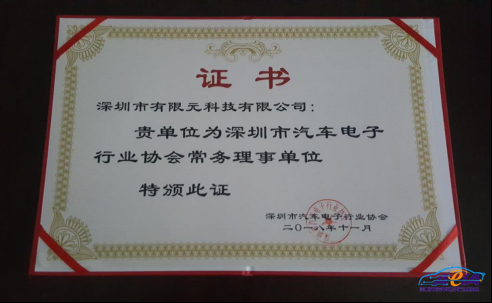 证书
深圳市有限元科技有限公司：
贵单位为深圳市汽车电子
行业协会常务理事单位
特颁此证
深圳市汽车电子行业协会
二〇一八年十一月